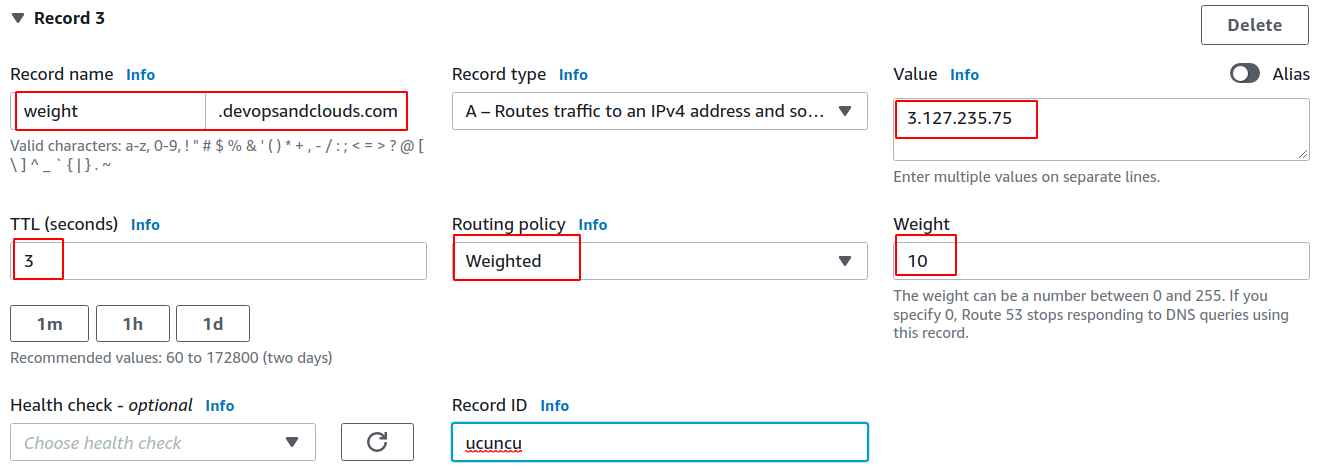 Record 3
Delete
Record name Info
weight .devopsandclouds.com
Valid characters: a-z, 0-9, ! " # $ % & ' ( ) * + , - / : ; < = > ? @ [
\ ] ^ _ ` { | } . ~
Record type Info
A – Routes traffic to an IPv4 address and so...
Value Info
Alias
3.127.235.75
Enter multiple values on separate lines.
TTL (seconds) Info
3
1m 1h 1d
Recommended values: 60 to 172800 (two days)
Routing policy Info
Weighted
Weight
10
The weight can be a number between 0 and 255. If you
specify 0, Route 53 stops responding to DNS queries using
this record.
Health check - optional Info
Choose health check
Record ID Info
ucuncu